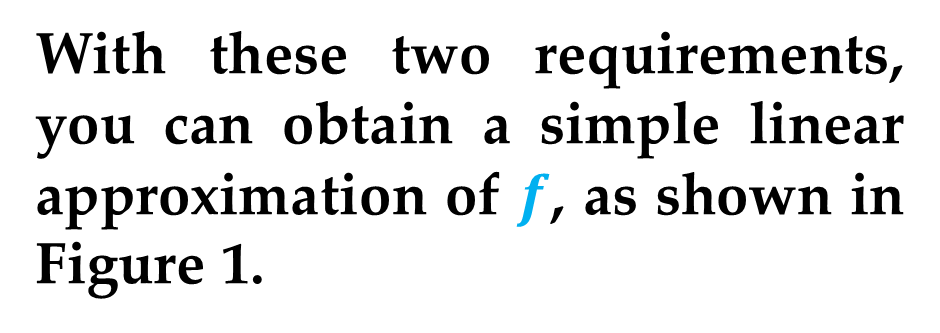 With these two requirements,
you can obtain a simple linear
approximation of f, as shown in
Figure 1.